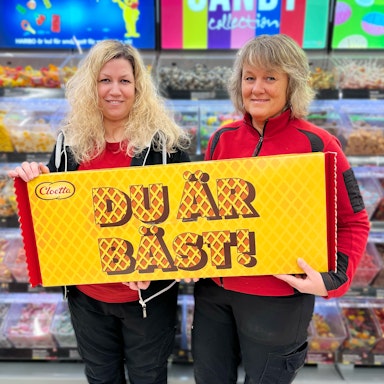 CANDY
collection
Cloetta
DU ÄR
BÄST!